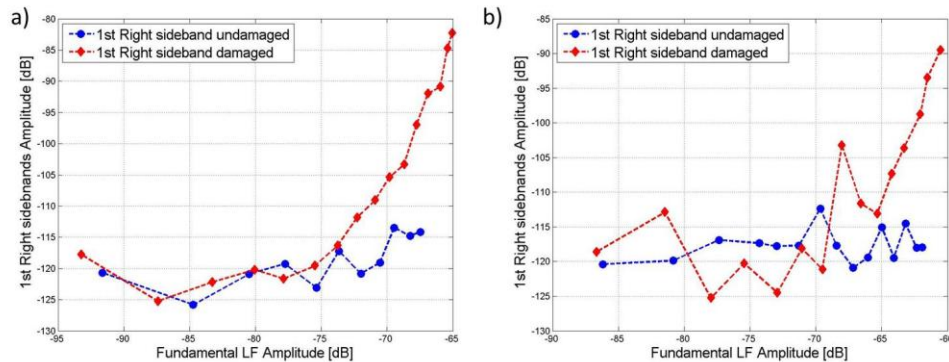 a)
1st Right sideband undamaged
1st Right sideband damaged
1st Right sidebnands Amplitude [dB]
-80
-85
-90
-95
-100
-105
-110
-115
-120
-125
-130
-95 -90 -85 -80 -75 -70 -65
Fundamental LF Amplitude [dB]
b)
1st Right sideband undamaged
1st Right sideband damaged
1st Right sidebnands Amplitude [dB]
-85
-90
-95
-100
-105
-110
-115
-120
-125
-130
-90 -85 -80 -75 -70 -65 -60
Fundamental LF Amplitude [dB]